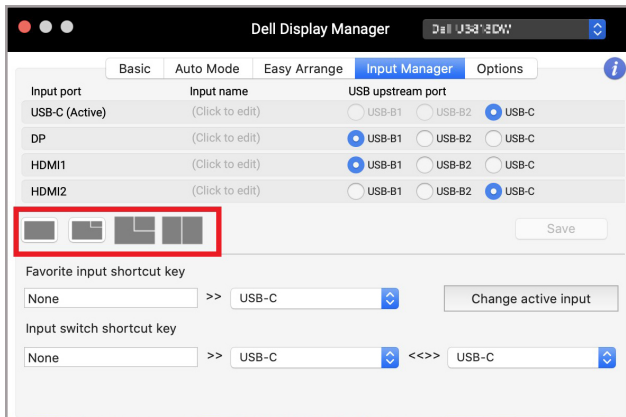 Dell Display Manager
Basic Auto Mode Easy Arrange Input Manager Options i
Input port Input name USB upstream port
USB-C (Active) (Click to edit) USB-B1 USB-B2 USB-C
DP (Click to edit) USB-B1 USB-B2 USB-C
HDMI1 (Click to edit) USB-B1 USB-B2 USB-C
HDMI2 (Click to edit) USB-B1 USB-B2 USB-C
Save
Favorite input shortcut key
None >> USB-C Change active input
Input switch shortcut key
None >> USB-C <<>> USB-C